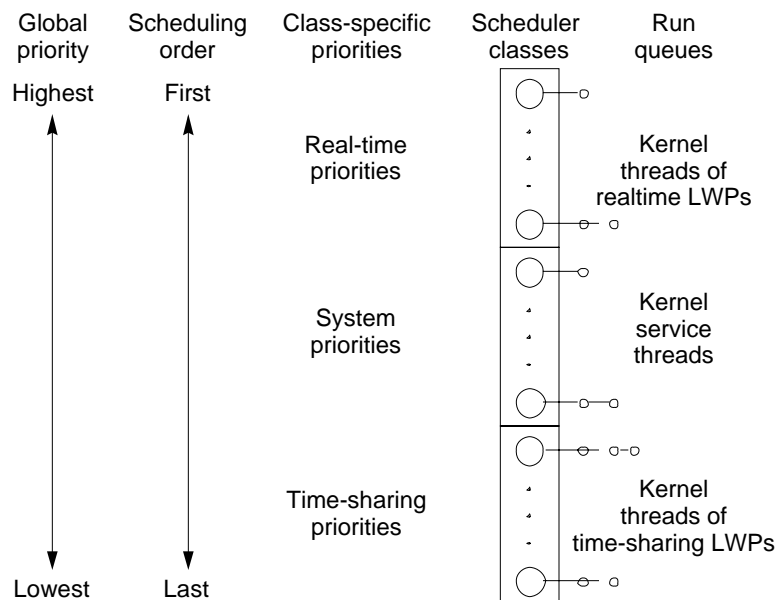 Global
priority
Scheduling
order
Class-specific
priorities
Scheduler
classes
Run
queues
Highest
First
Real-time
priorities
Kernel
threads of
realtime LWPs
System
priorities
Kernel
service
threads
Time-sharing
priorities
Kernel
threads of
time-sharing LWPs
Lowest
Last